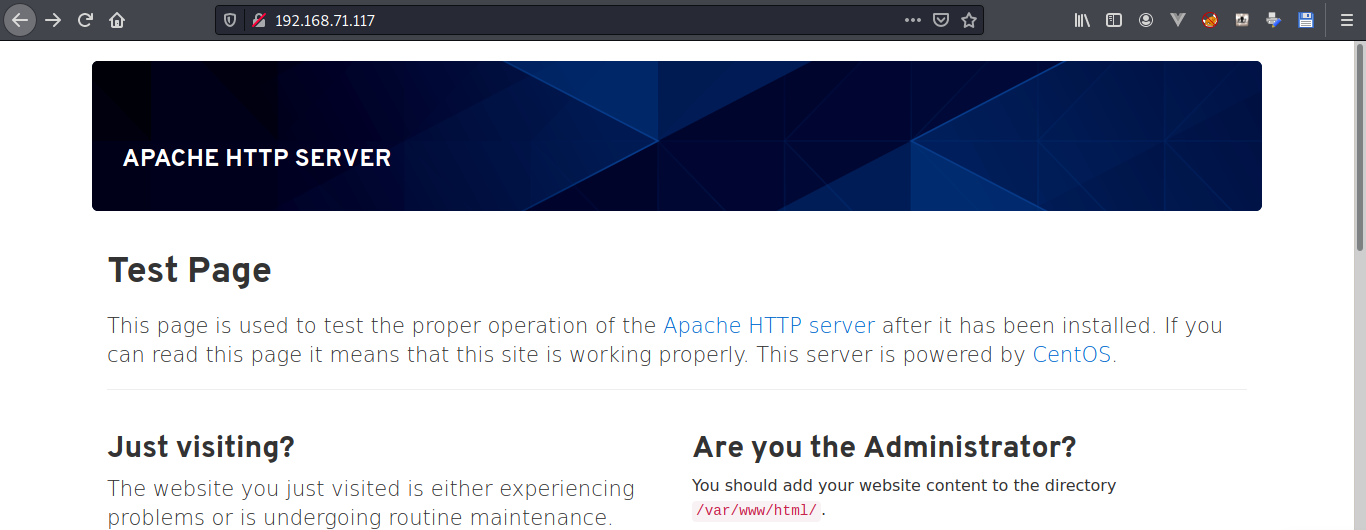 192.168.71.117
APACHE HTTP SERVER
Test Page
This page is used to test the proper operation of the Apache HTTP server after it has been installed. If you
can read this page it means that this site is working properly. This server is powered by CentOS.
Just visiting?
The website you just visited is either experiencing
problems or is undergoing routine maintenance.
Are you the Administrator?
You should add your website content to the directory
/var/www/html/.